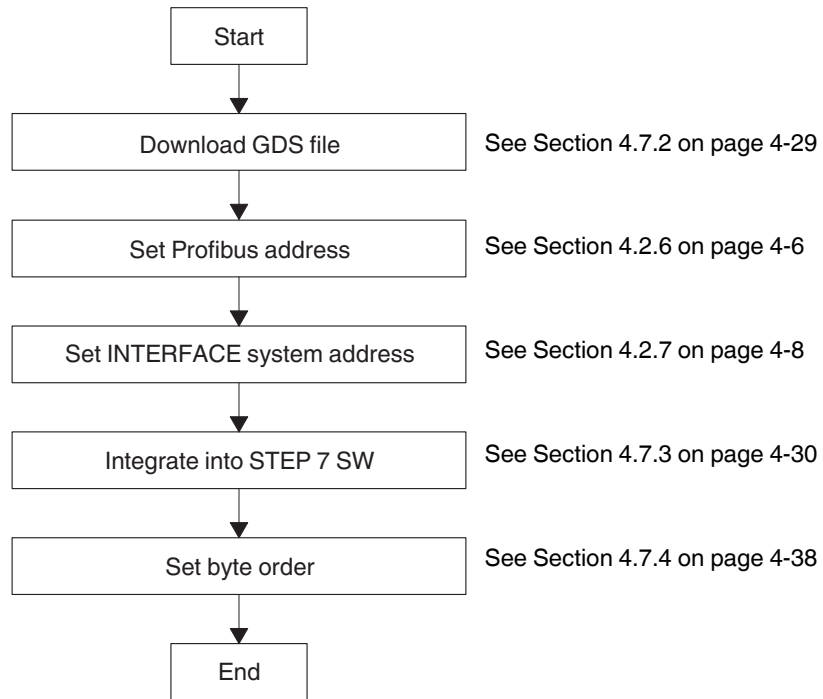 Start
Download GDS file
See Section 4.7.2 on page 4-29
Set Profibus address
See Section 4.2.6 on page 4-6
Set INTERFACE system address
See Section 4.2.7 on page 4-8
Integrate into STEP 7 SW
See Section 4.7.3 on page 4-30
Set byte order
See Section 4.7.4 on page 4-38
End